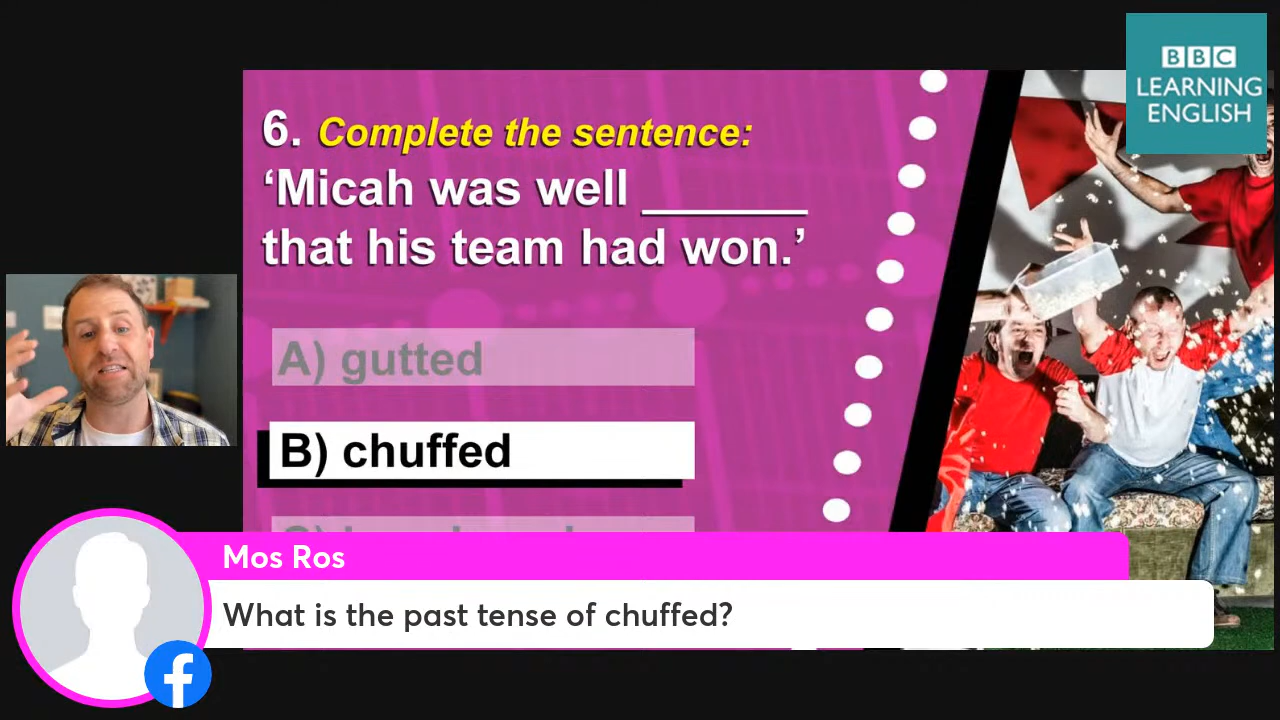 BBC
LEARNING
ENGLISH
6. Complete the sentence:
‘Micah was well ______
that his team had won.’
A) gutted
B) chuffed
Mos Ros
What is the past tense of chuffed?